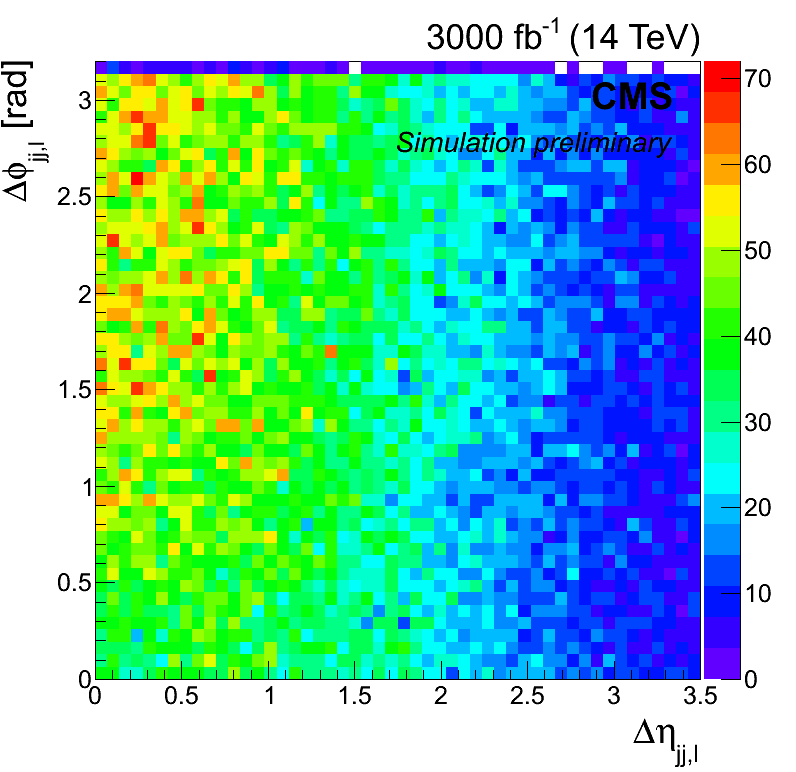 3000 fb-1 (14 TeV)
CMS
Simulation preliminary
Δϕjj,l [rad]
3
2.5
2
1.5
1
0.5
0
0 0.5 1 1.5 2 2.5 3 3.5
Δηjj,l
70
60
50
40
30
20
10
0